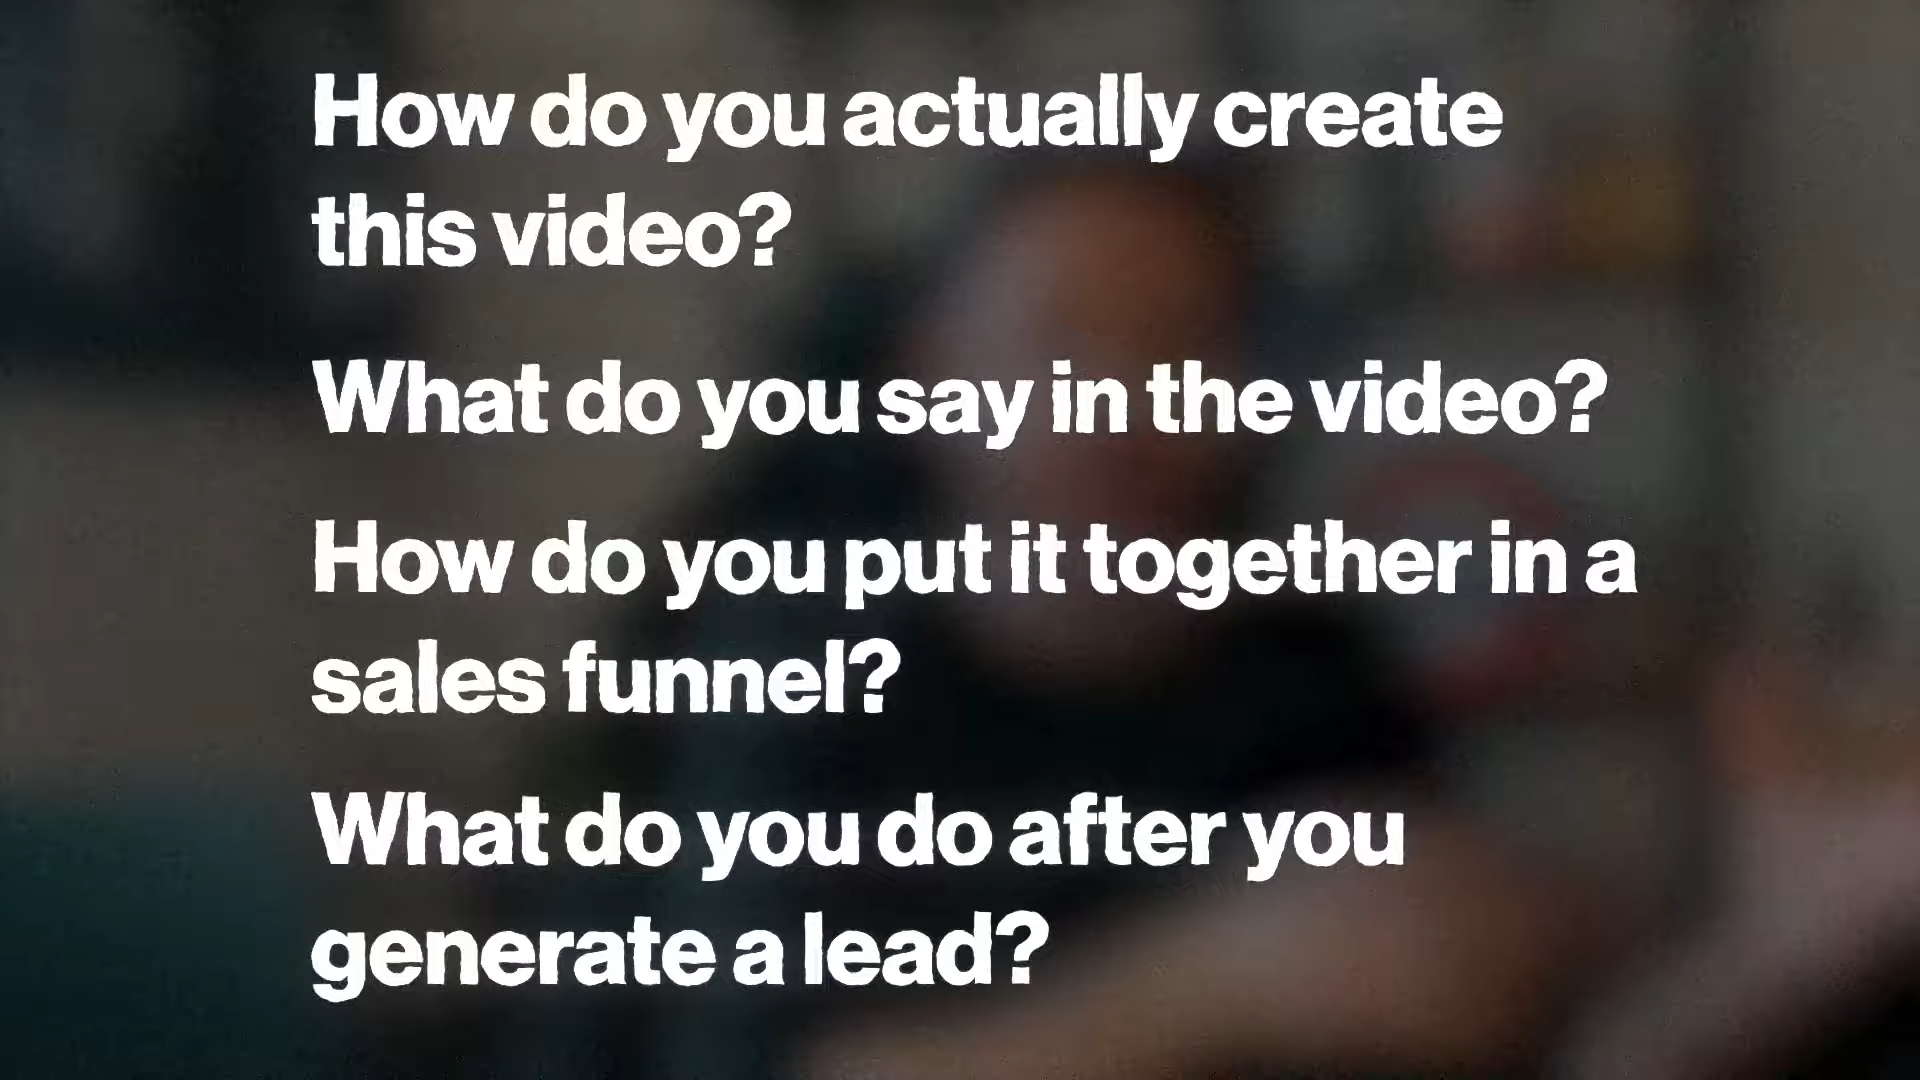 How do you actually create
this video?
What do you say in the video?
How do you put it together in a
sales funnel?
What do you do after you
generate a lead?